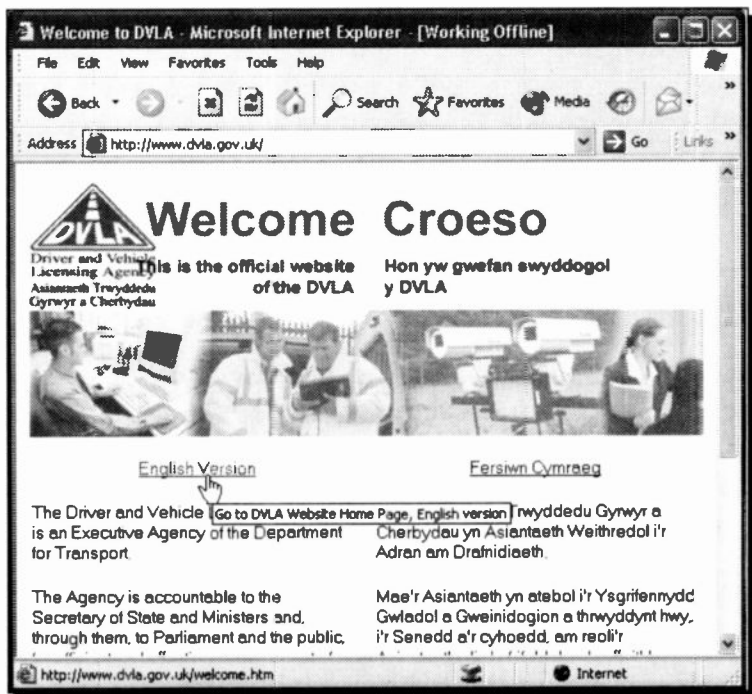 Welcome to DVLA - Microsoft Internet Explorer - [Working Offline]
File Edit View Favorites Tools Help
Back Search Favorites Media »
Address http://www.dvla.gov.uk/ Go Links »
DVLA
Driver and Vehicle
Licensing Agency
Asiantaeth Trwyddedu
Gyrwyr a Cherbydau
Welcome
This is the official website
of the DVLA
Croeso
Hon yw gwefan swyddogol
y DVLA
English Version
Fersiwn Cymraeg
Go to DVLA Website Home Page, English version
The Driver and Vehicle
is an Executive Agency of the Department
for Transport
The Agency is accountable to the
Secretary of State and Ministers and,
through them, to Parliament and the public,
Trwyddedu Gyrwyr a
Cherbydau yn Asiantaeth Weithredol i'r
Adran am Drafnidiaeth
Mae'r Asiantaeth yn atebol i'r Ysgrifennydd
Gwladol a Gweinidogion a thrwyddynt hwy,
i'r Senedd a'r cyhoedd, am reoli'r
http://www.dvla.gov.uk/welcome.htm Internet